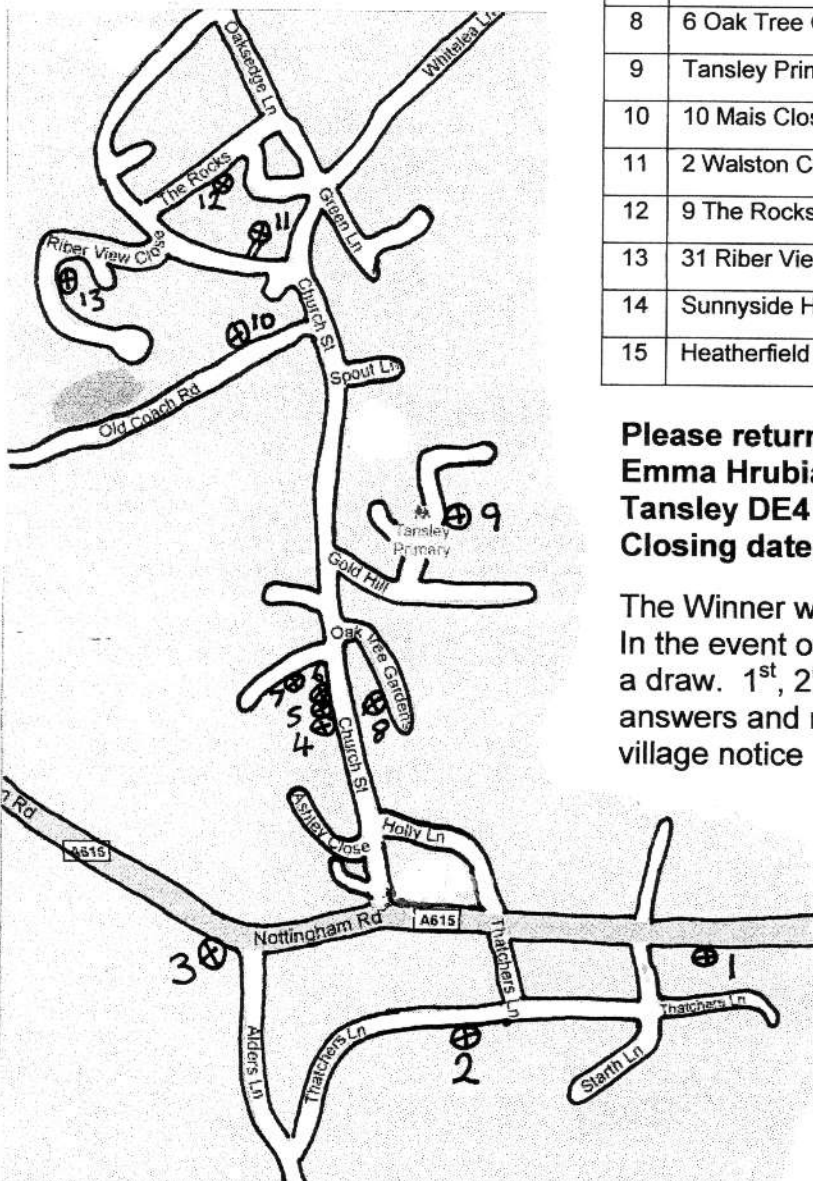 Oaksedge Ln
Whitelea Ln
The Rocks
12
11
Green Ln
Riber View Close
13
10
Church St
Spout Ln
Old Coach Rd
9
Tansley
Primary
Gold Hill
Oak Tree Gardens
7
6
5
4
8
Church St
Ashley Close
Holly Ln
n Rd
A615
Nottingham Rd
A615
3
Thatchers Ln
1
Thatchers Ln
2
Thatchers Ln
Alders Ln
Starth Ln
8 6 Oak Tree
9 Tansley Prim
10 10 Mais Clos
11 2 Walston C
12 9 The Rocks
13 31 Riber Vie
14 Sunnyside H
15 Heatherfield
Please return
Emma Hrubia
Tansley DE4
Closing date
The Winner w
In the event o
a draw. 1st, 2
answers and r
village notice